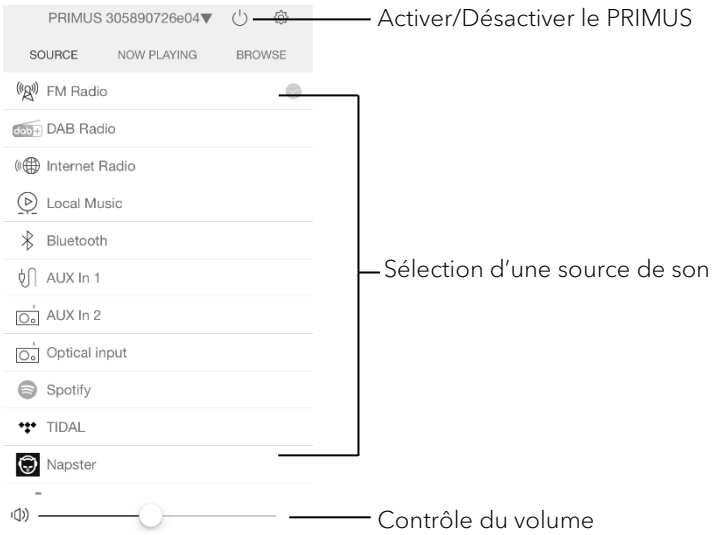 PRIMUS 305890726e04▼
Activer/Désactiver le PRIMUS
SOURCE NOW PLAYING BROWSE
FM Radio
dab+ DAB Radio
Internet Radio
Local Music
Bluetooth
Sélection d’une source de son
AUX In 1
AUX In 2
Optical input
Spotify
TIDAL
Napster
Contrôle du volume